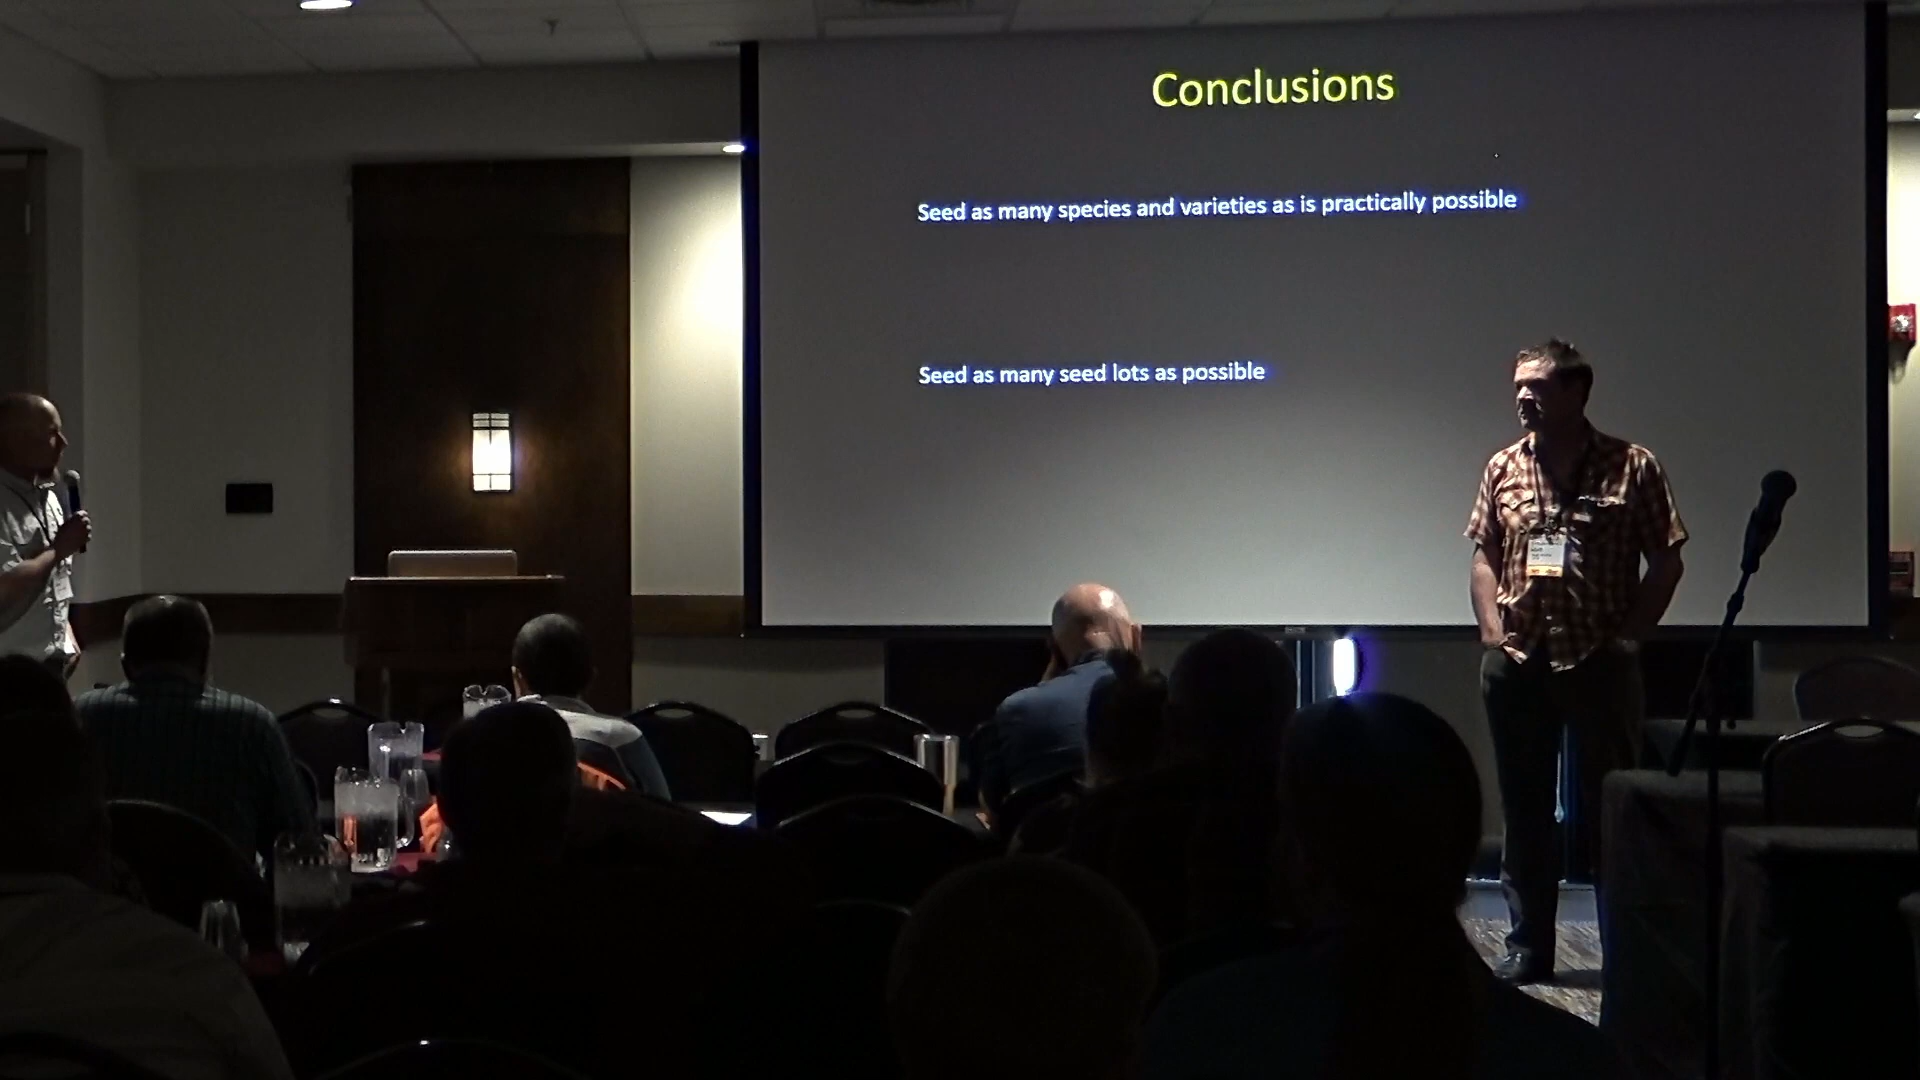 Conclusions
Seed as many species and varieties as is practically possible
Seed as many seed lots as possible